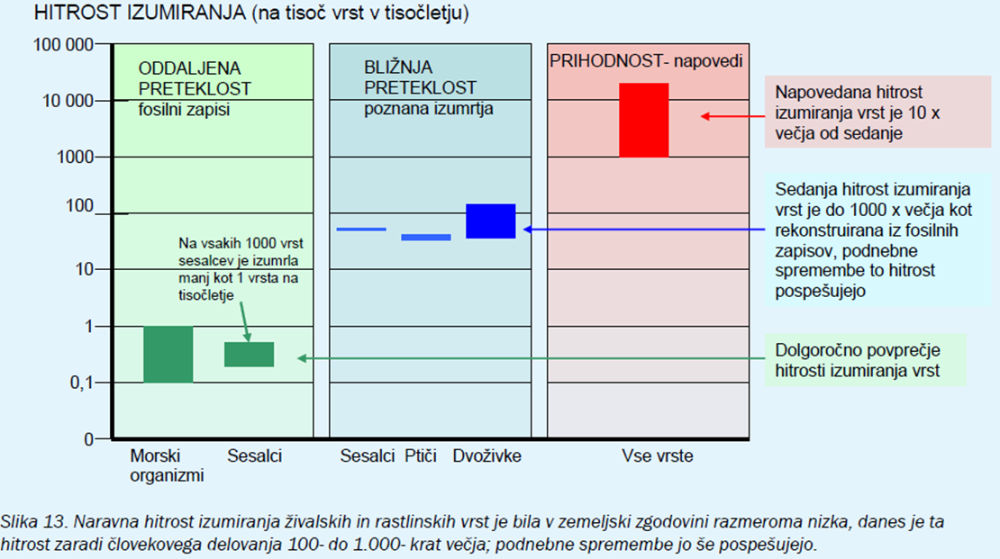 HITROST IZUMIRANJA (na tisoč vrst v tisočletju)
100 000
10 000
1000
100
10
1
0,1
0
ODDALJENA
PRETEKLOST
fosilni zapisi
Na vsakih 1000 vrst
sesalcev je izumrla
manj kot 1 vrsta na
tisočletje
Morski
organizmi
Sesalci
BLIŽNJA
PRETEKLOST
poznana izumrtja
Sesalci
Ptiči
Dvoživke
PRIHODNOST- napovedi
Vse vrste
Napovedana hitrost
izumiranja vrst je 10 x
večja od sedanje
Sedanja hitrost izumiranja
vrst je do 1000 x večja kot
rekonstruirana iz fosilnih
zapisov, podnebne
spremembe to hitrost
pospešujejo
Dolgoročno povprečje
hitrosti izumiranja vrst
Slika 13. Naravna hitrost izumiranja živalskih in rastlinskih vrst je bila v zemeljski zgodovini razmeroma nizka, danes je ta
hitrost zaradi človekovega delovanja 100- do 1.000- krat večja; podnebne spremembe jo še pospešujejo.